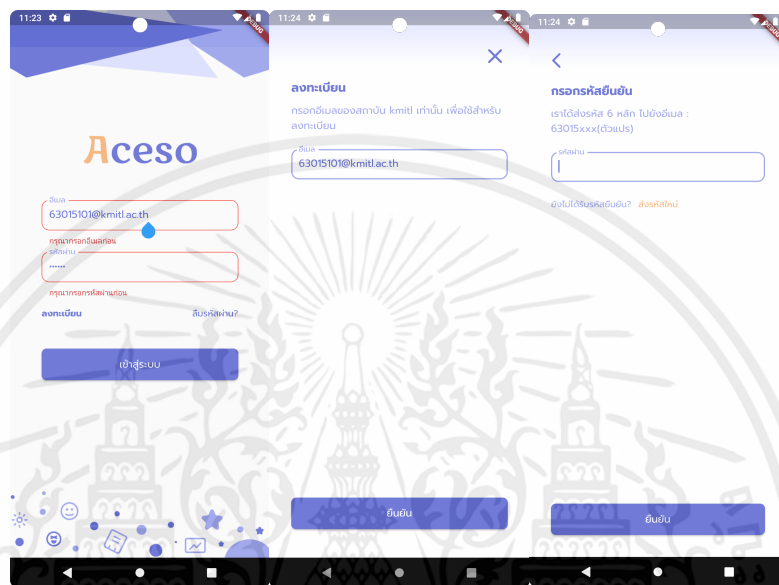 11:23
DEBUG
Aceso
อีเมล
63015101@kmitl.ac.th
กรุณากรอกอีเมลก่อน
รหัสผ่าน
······
กรุณากรอกรหัสผ่านก่อน
ลงทะเบียน ลืมรหัสผ่าน?
เข้าสู่ระบบ
11:24
DEBUG
ลงทะเบียน
กรอกอีเมลของสถาบัน kmitl เท่านั้น เพื่อใช้สำหรับ
ลงทะเบียน
อีเมล
63015101@kmitl.ac.th
ยืนยัน
11:24
DEBUG
กรอกรหัสยืนยัน
เราได้ส่งรหัส 6 หลัก ไปยังอีเมล :
63015xxx(ตัวแปร)
รหัสผ่าน
ยังไม่ได้รับรหัสยืนยัน? ส่งรหัสใหม่
ยืนยัน